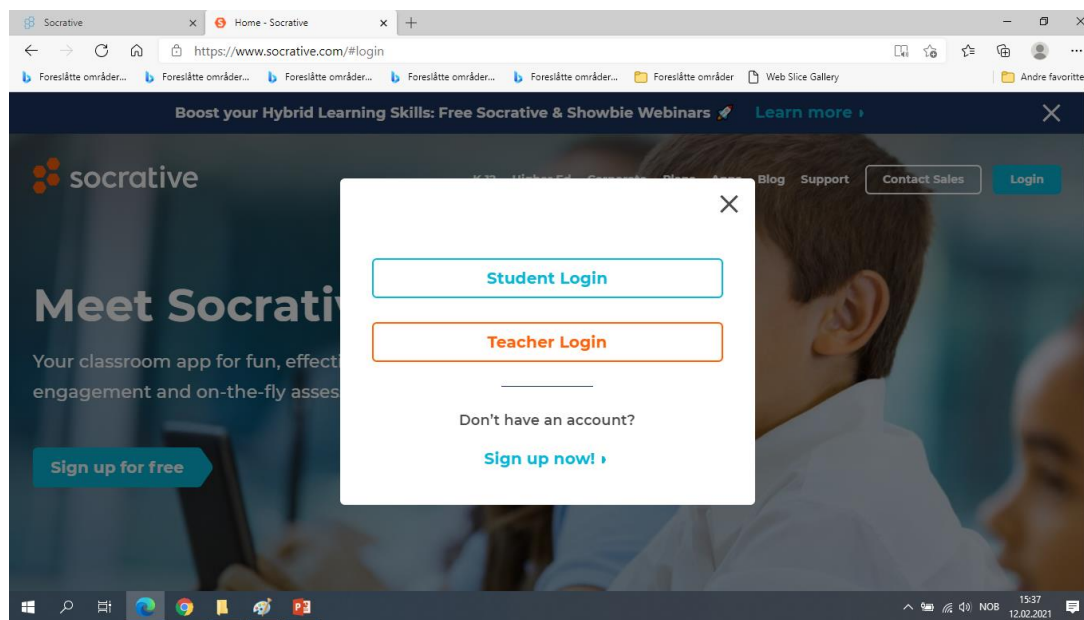 Socrative
Home - Socrative
https://www.socrative.com/#login
Foreslåtte områder...
Foreslåtte områder...
Foreslåtte områder...
Foreslåtte områder...
Foreslåtte områder...
Foreslåtte områder
Web Slice Gallery
Andre favoritte
Boost your Hybrid Learning Skills: Free Socrative & Showbie Webinars 🚀 Learn more ›
socrative
Blog Support Contact Sales Login
Student Login
Meet Socrati
Teacher Login
Your classroom app for fun, effecti
engagement and on-the-fly asses
Don't have an account?
Sign up now! ›
Sign up for free
NOB
15:37
12.02.2021